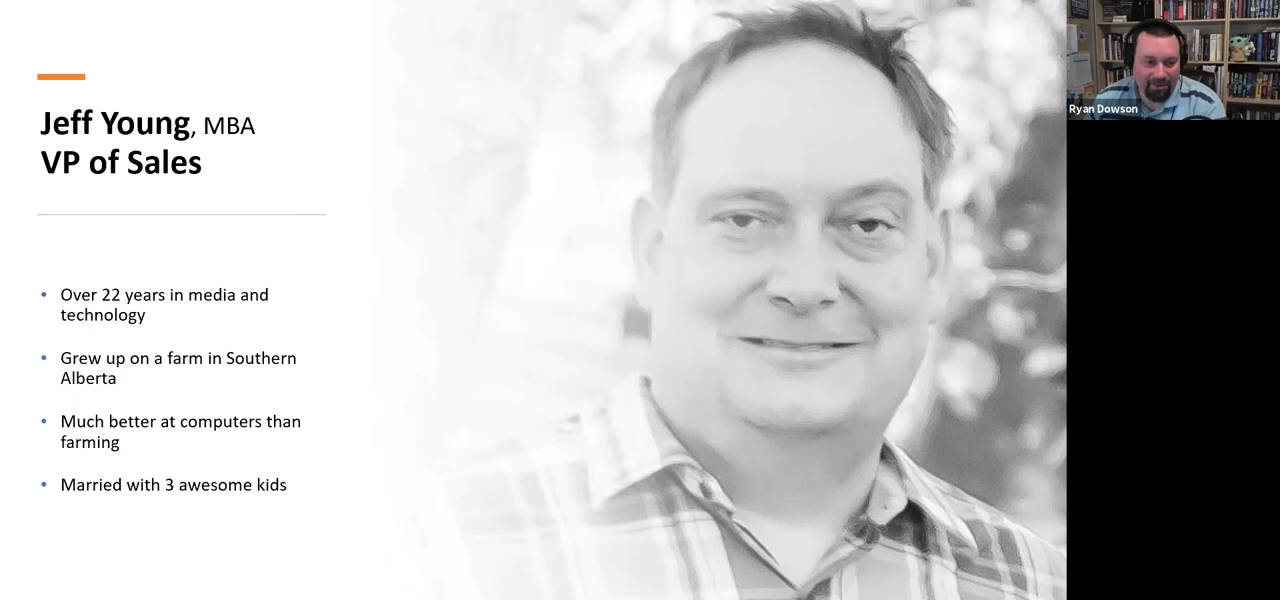 Jeff Young, MBA
VP of Sales
• Over 22 years in media and
technology
• Grew up on a farm in Southern
Alberta
• Much better at computers than
farming
• Married with 3 awesome kids
Ryan Dowson